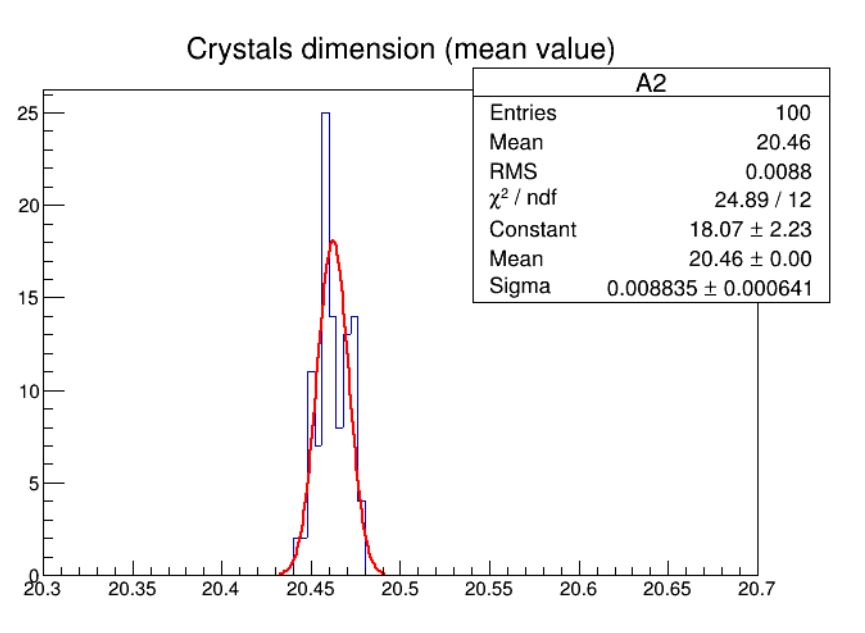 Crystals dimension (mean value)
A2
Entries 100
Mean 20.46
RMS 0.0088
χ² / ndf 24.89 / 12
Constant 18.07 ± 2.23
Mean 20.46 ± 0.00
Sigma 0.008835 ± 0.000641
25
20
15
10
5
0
20.3 20.35 20.4 20.45 20.5 20.55 20.6 20.65 20.7